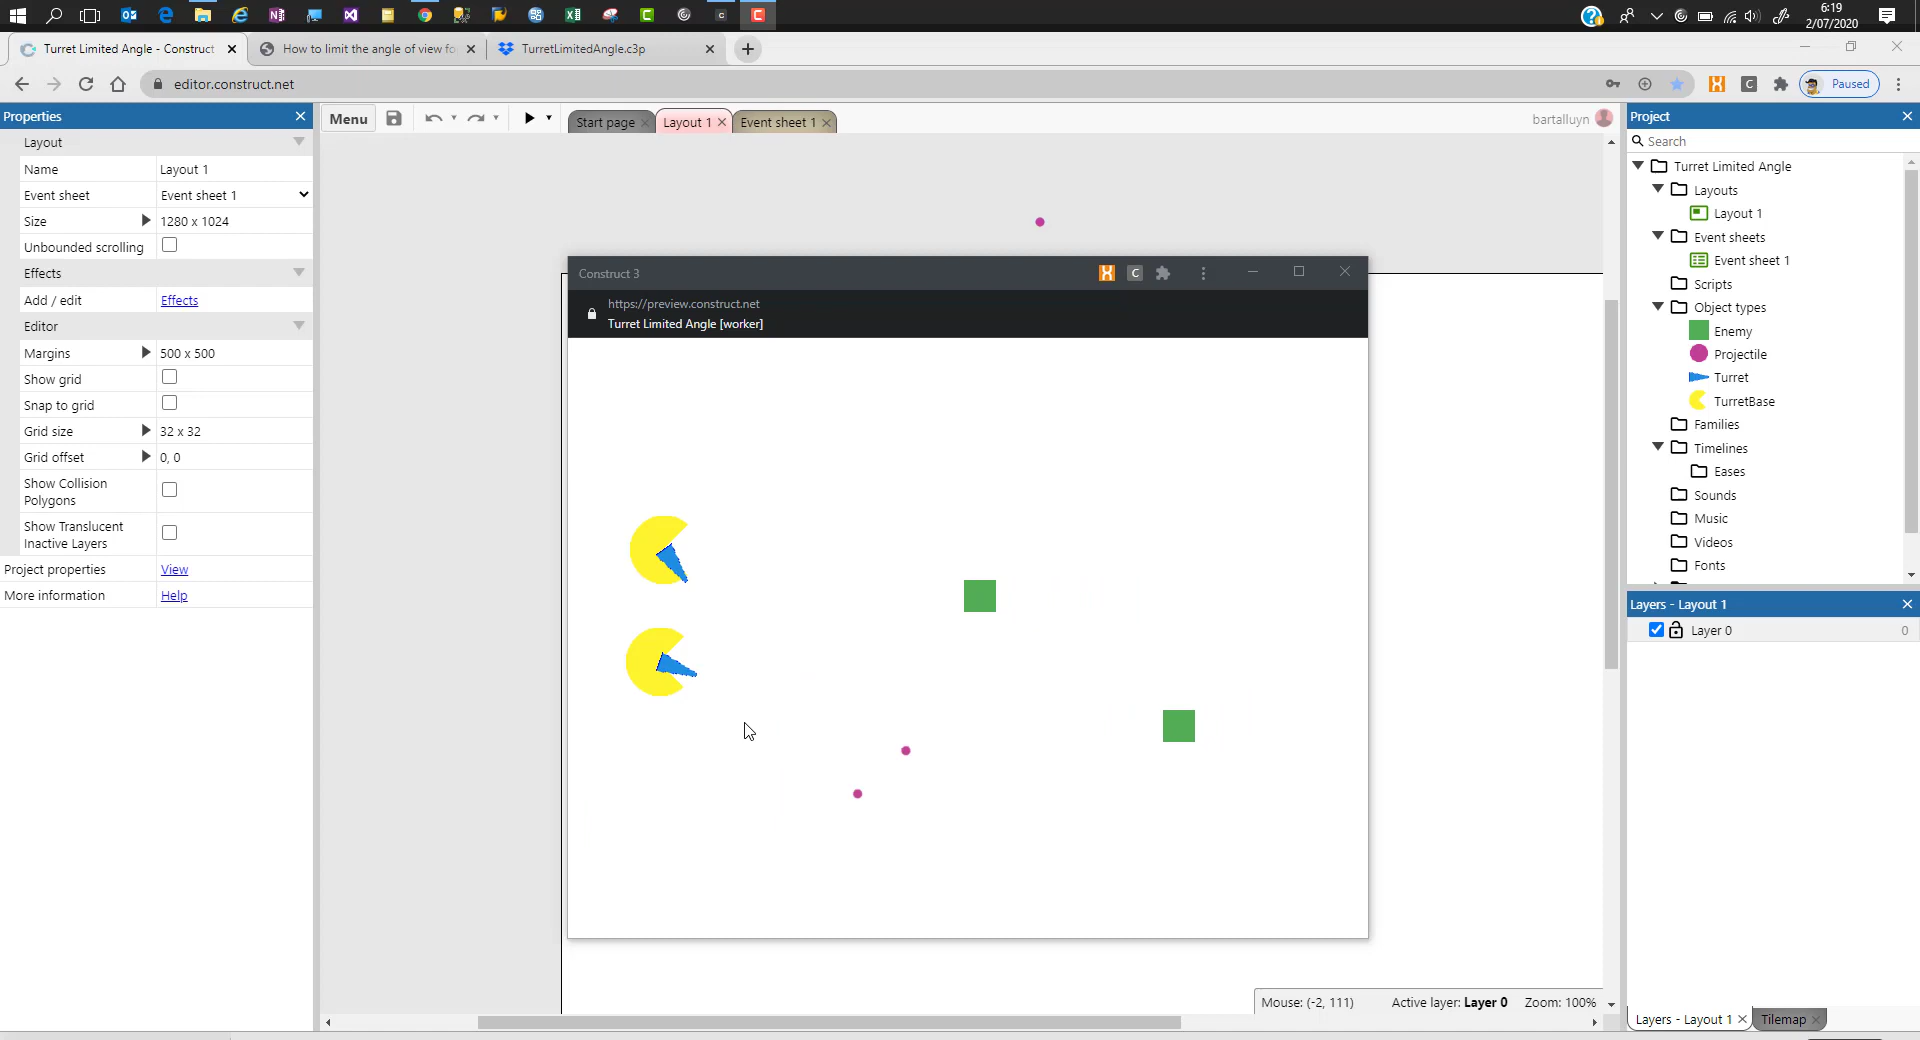 6:19
2/07/2020
Turret Limited Angle - Construct
How to limit the angle of view fo
TurretLimitedAngle.c3p
editor.construct.net
Paused
Properties
Layout
Name Layout 1
Event sheet Event sheet 1
Size 1280 x 1024
Unbounded scrolling
Effects
Add / edit Effects
Editor
Margins 500 x 500
Show grid
Snap to grid
Grid size 32 x 32
Grid offset 0, 0
Show Collision
Polygons
Show Translucent
Inactive Layers
Project properties View
More information Help
Menu
Start page
Layout 1
Event sheet 1
bartalluyn
Construct 3
https://preview.construct.net
Turret Limited Angle [worker]
Mouse: (-2, 111) Active layer: Layer 0 Zoom: 100%
Project
Search
Turret Limited Angle
Layouts
Layout 1
Event sheets
Event sheet 1
Scripts
Object types
Enemy
Projectile
Turret
TurretBase
Families
Timelines
Eases
Sounds
Music
Videos
Fonts
Layers - Layout 1
Layer 0 0
Layers - Layout 1
Tilemap